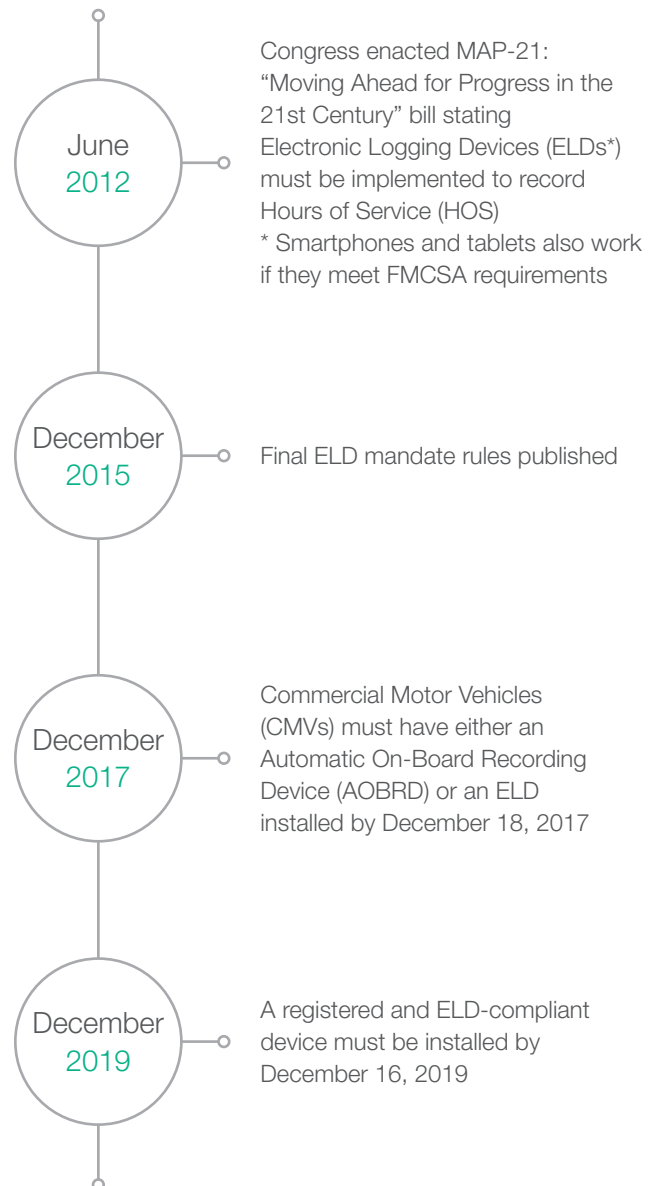 June
2012
Congress enacted MAP-21:
“Moving Ahead for Progress in the
21st Century” bill stating
Electronic Logging Devices (ELDs*)
must be implemented to record
Hours of Service (HOS)
* Smartphones and tablets also work
if they meet FMCSA requirements
December
2015
Final ELD mandate rules published
December
2017
Commercial Motor Vehicles
(CMVs) must have either an
Automatic On-Board Recording
Device (AOBRD) or an ELD
installed by December 18, 2017
December
2019
A registered and ELD-compliant
device must be installed by
December 16, 2019